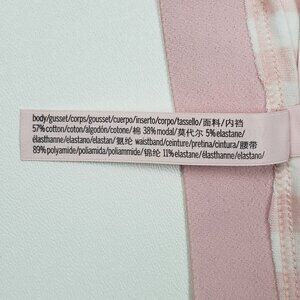 body/gusset/corps/gousset/cuerpo/inserto/corpo/tassello/面料/内裆
57%cotton/coton/algodón/cotone/棉 38%modal/莫代尔 5%elastane/
élasthanne/elastano/elastan/氨纶 waistband/ceinture/pretina/cintura/腰带
89%polyamide/poliamida/poliammide/锦纶 11%elastane/élasthanne/elastano/